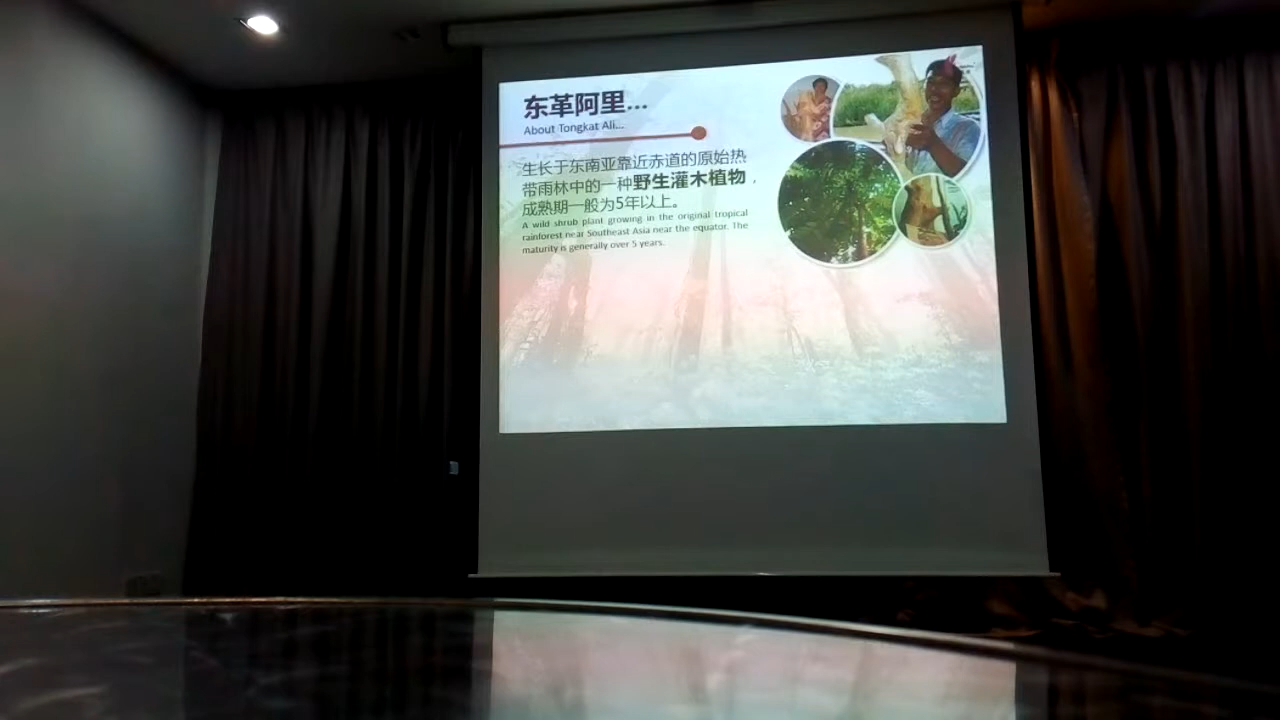 东革阿里...
About Tongkat Ali...
生长于东南亚靠近赤道的原始热
带雨林中的一种野生灌木植物，
成熟期一般为5年以上。
A wild shrub plant growing in the original tropical
rainforest near Southeast Asia near the equator. The
maturity is generally over 5 years.